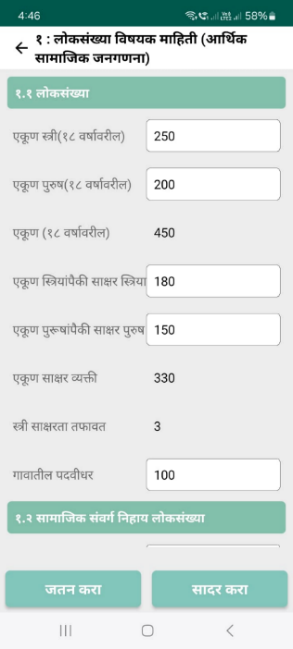 4:46
58%
← १ : लोकसंख्या विषयक माहिती (आर्थिक
सामाजिक जनगणना)
१.१ लोकसंख्या
एकूण स्त्री(१८ वर्षावरील) 250
एकूण पुरुष(१८ वर्षावरील) 200
एकूण (१८ वर्षावरील) 450
एकूण स्त्रियांपैकी साक्षर स्त्रिया 180
एकूण पुरूषांपैकी साक्षर पुरुष 150
एकूण साक्षर व्यक्ती 330
स्त्री साक्षरता तफावत 3
गावातील पदवीधर 100
१.२ सामाजिक संवर्ग निहाय लोकसंख्या
जतन करा सादर करा